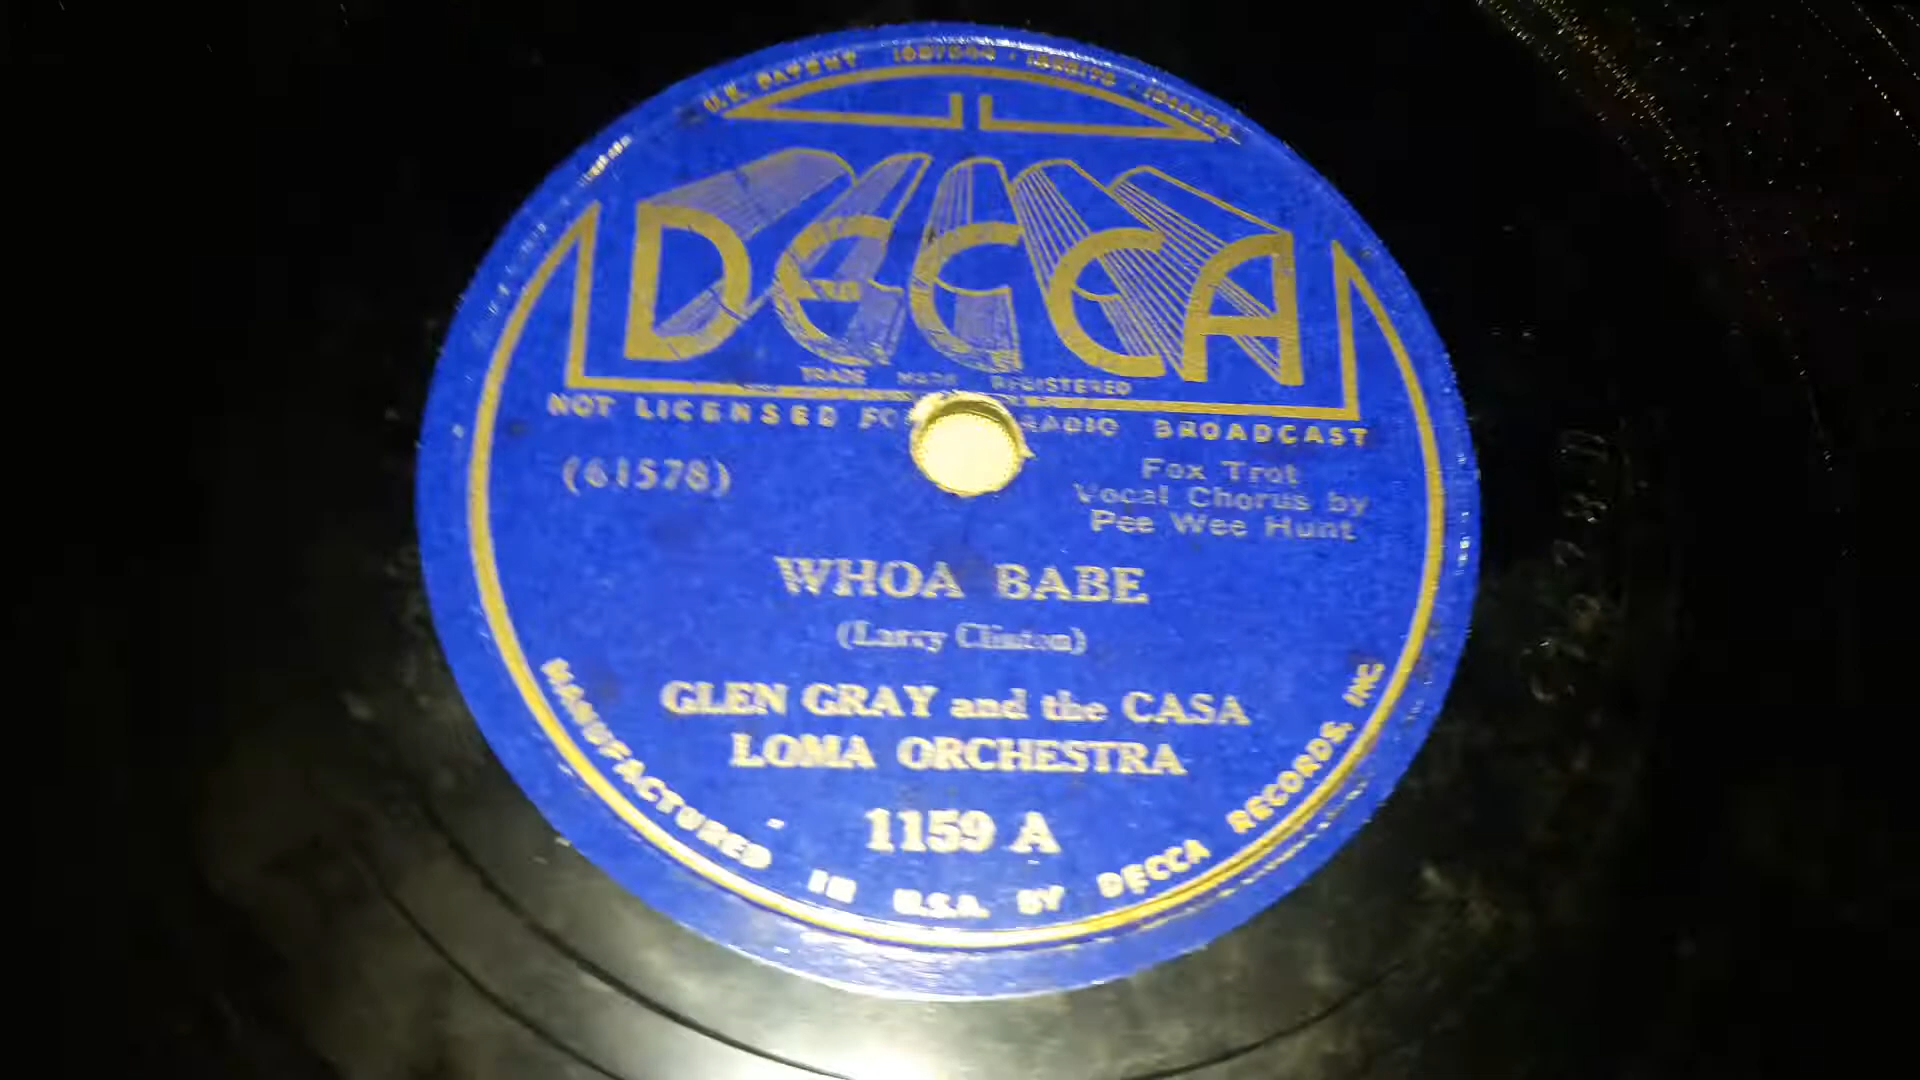 U.S. PATENT
DECCA
TRADE MARK REGISTERED
NOT LICENSED FOR RADIO BROADCAST
(61578)
Fox Trot
Vocal Chorus by
Pee Wee Hunt
WHOA BABE
(Larry Clinton)
GLEN GRAY and the CASA
LOMA ORCHESTRA
1159 A
MANUFACTURED IN U.S.A. BY DECCA RECORDS, INC